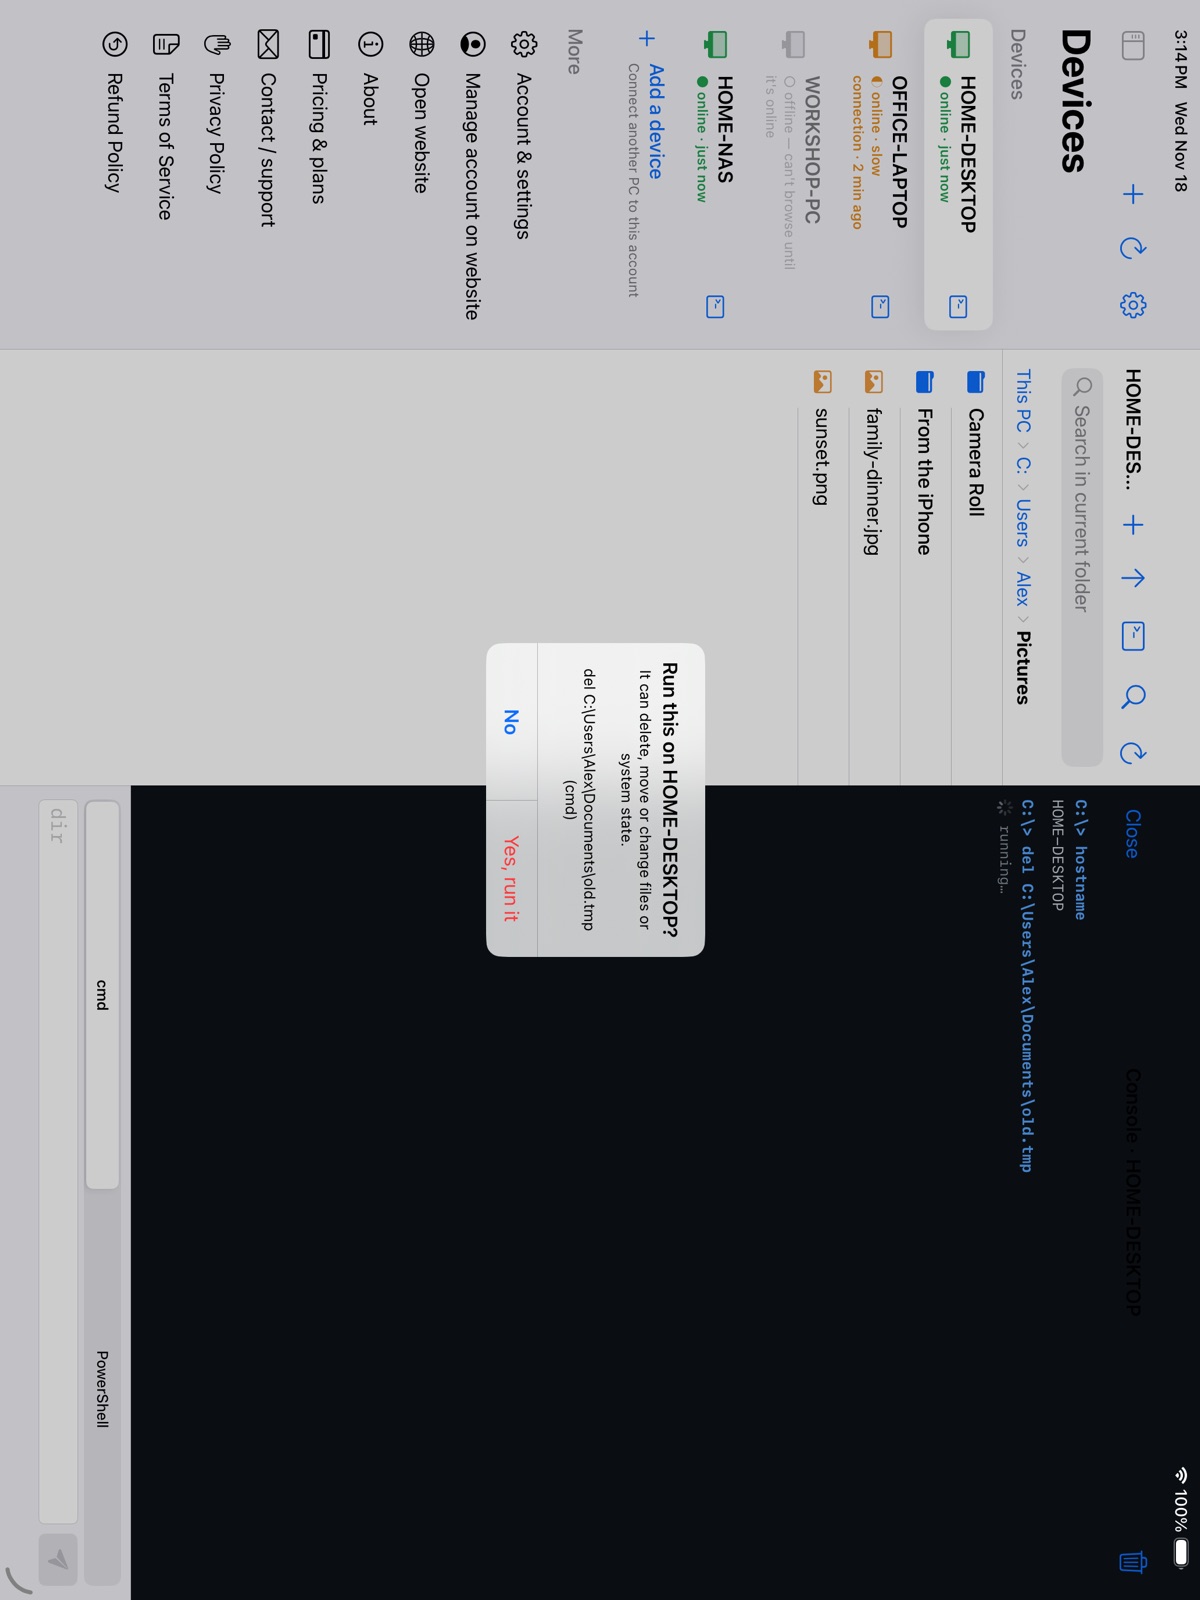 3:14 PM Wed Nov 18
100%
Devices
Devices
HOME-DESKTOP
online · just now
OFFICE-LAPTOP
online · slow
connection · 2 min ago
WORKSHOP-PC
offline — can't browse until
it's online
HOME-NAS
online · just now
Add a device
Connect another PC to this account
More
Account & settings
Manage account on website
Open website
About
Pricing & plans
Contact / support
Privacy Policy
Terms of Service
Refund Policy
HOME-DES...
Search in current folder
This PC > C: > Users > Alex > Pictures
Camera Roll
From the iPhone
family-dinner.jpg
sunset.png
Close
Console · HOME-DESKTOP
C:\> hostname
HOME-DESKTOP
C:\> del C:\Users\Alex\Documents\old.tmp
running…
Run this on HOME-DESKTOP?
It can delete, move or change files or
system state.
del C:\Users\Alex\Documents\old.tmp
(cmd)
No
Yes, run it
cmd
PowerShell
dir